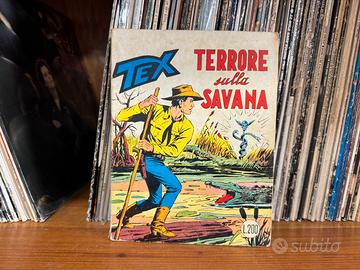 TEX
TERRORE
sulla
SAVANA
L.200
subito